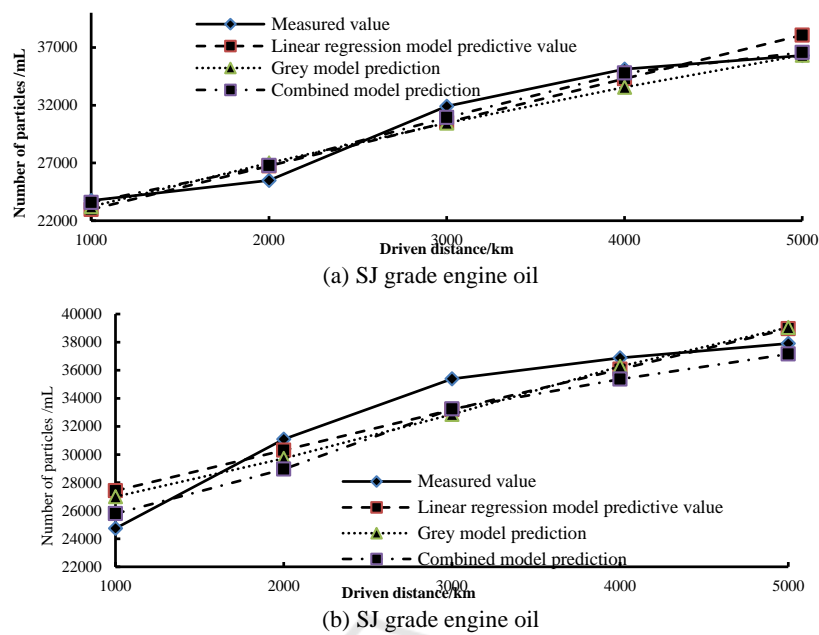 Measured value
Linear regression model predictive value
Grey model prediction
Combined model prediction
Number of particles /mL
37000
32000
27000
22000
1000 2000 3000 4000 5000
Driven distance/km
(a) SJ grade engine oil
40000
38000
36000
34000
32000
30000
28000
26000
24000
22000
Number of particles /mL
Measured value
Linear regression model predictive value
Grey model prediction
Combined model prediction
1000 2000 3000 4000 5000
Driven distance/km
(b) SJ grade engine oil